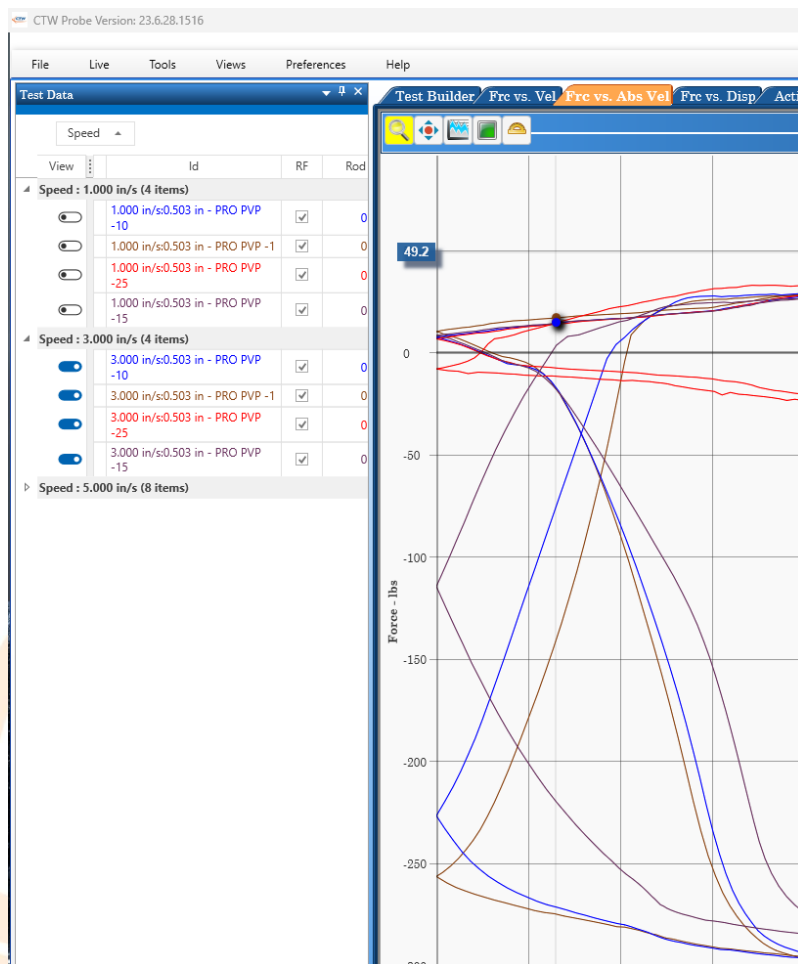 CTW Probe Version: 23.6.28.1516
File Live Tools Views Preferences Help
Test Data
Test Builder Frc vs. Vel Frc vs. Abs Vel Frc vs. Disp Acti
Speed
View Id RF Rod
Speed : 1.000 in/s (4 items)
1.000 in/s:0.503 in - PRO PVP
-10
0
1.000 in/s:0.503 in - PRO PVP -1
0
1.000 in/s:0.503 in - PRO PVP
-25
0
1.000 in/s:0.503 in - PRO PVP
-15
0
Speed : 3.000 in/s (4 items)
3.000 in/s:0.503 in - PRO PVP
-10
0
3.000 in/s:0.503 in - PRO PVP -1
0
3.000 in/s:0.503 in - PRO PVP
-25
0
3.000 in/s:0.503 in - PRO PVP
-15
0
Speed : 5.000 in/s (8 items)
49.2
0
-50
-100
Force - lbs
-150
-200
-250